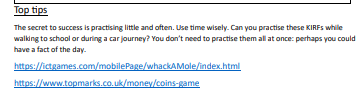 Top tips
The secret to success is practising little and often. Use time wisely. Can you practise these KIRFs while
walking to school or during a car journey? You don't need to practise them all at once: perhaps you could
have a fact of the day.
https://ictgames.com/mobilePage/whackAMole/index.html
https://www.topmarks.co.uk/money/coins-game